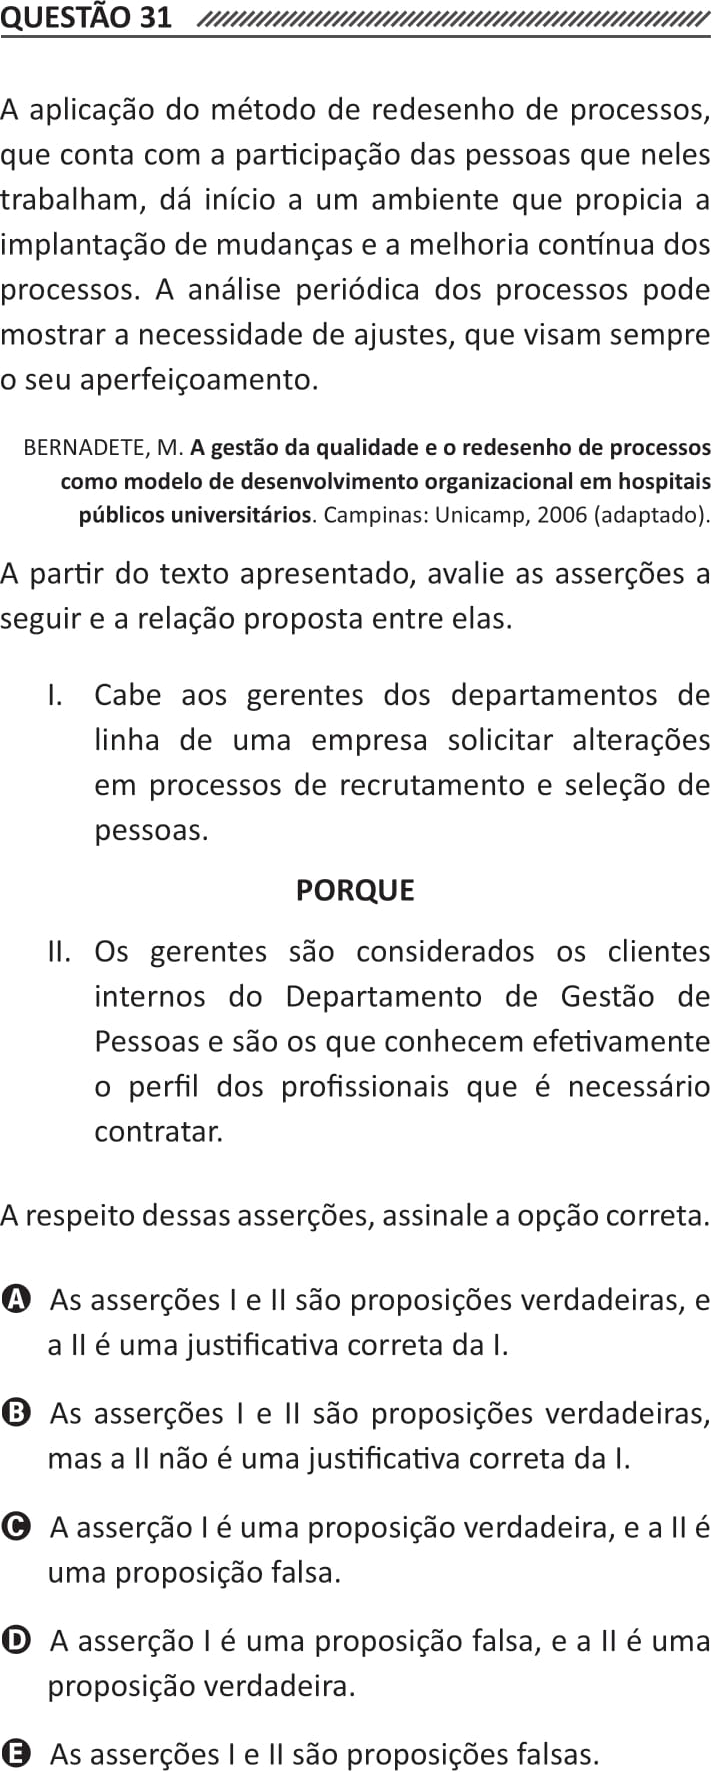 QUESTÃO 31
A aplicação do método de redesenho de processos,
que conta com a participação das pessoas que neles
trabalham, dá início a um ambiente que propicia a
implantação de mudanças e a melhoria contínua dos
processos. A análise periódica dos processos pode
mostrar a necessidade de ajustes, que visam sempre
o seu aperfeiçoamento.
BERNADETE, M. A gestão da qualidade e o redesenho de processos
como modelo de desenvolvimento organizacional em hospitais
públicos universitários. Campinas: Unicamp, 2006 (adaptado).
A partir do texto apresentado, avalie as asserções a
seguir e a relação proposta entre elas.
I. Cabe aos gerentes dos departamentos de
linha de uma empresa solicitar alterações
em processos de recrutamento e seleção de
pessoas.
PORQUE
II. Os gerentes são considerados os clientes
internos do Departamento de Gestão de
Pessoas e são os que conhecem efetivamente
o perfil dos profissionais que é necessário
contratar.
A respeito dessas asserções, assinale a opção correta.
A As asserções I e II são proposições verdadeiras, e
a II é uma justificativa correta da I.
B As asserções I e II são proposições verdadeiras,
mas a II não é uma justificativa correta da I.
C A asserção I é uma proposição verdadeira, e a II é
uma proposição falsa.
D A asserção I é uma proposição falsa, e a II é uma
proposição verdadeira.
E As asserções I e II são proposições falsas.